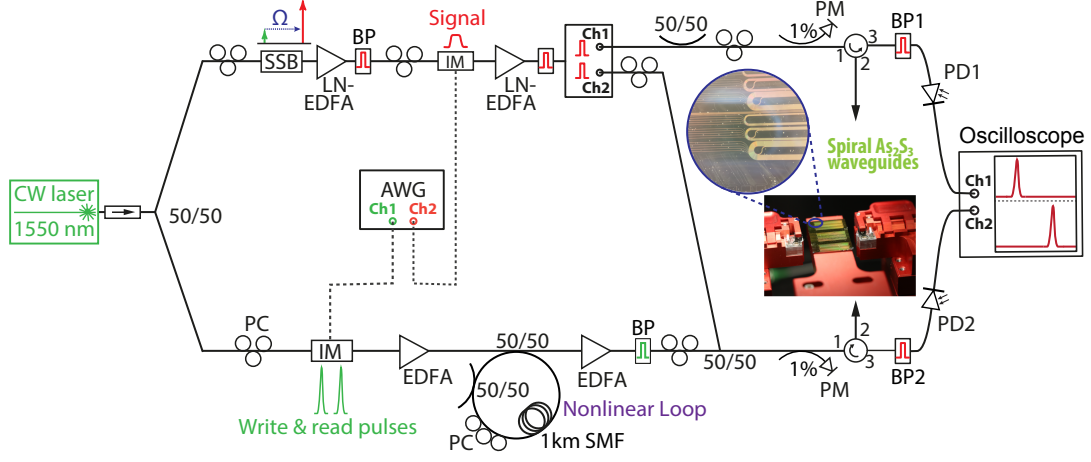 Ω
SSB
LN-
EDFA
BP
Signal
IM
LN-
EDFA
Ch1
Ch2
50/50
1%
PM
1
2
3
BP1
PD1
Spiral As₂S₃
waveguides
Oscilloscope
Ch1
Ch2
CW laser
1550 nm
50/50
AWG
Ch1
Ch2
PC
IM
Write & read pulses
EDFA
50/50
50/50
PC
Nonlinear Loop
1km SMF
EDFA
BP
50/50
1%
PM
1
2
3
BP2
PD2